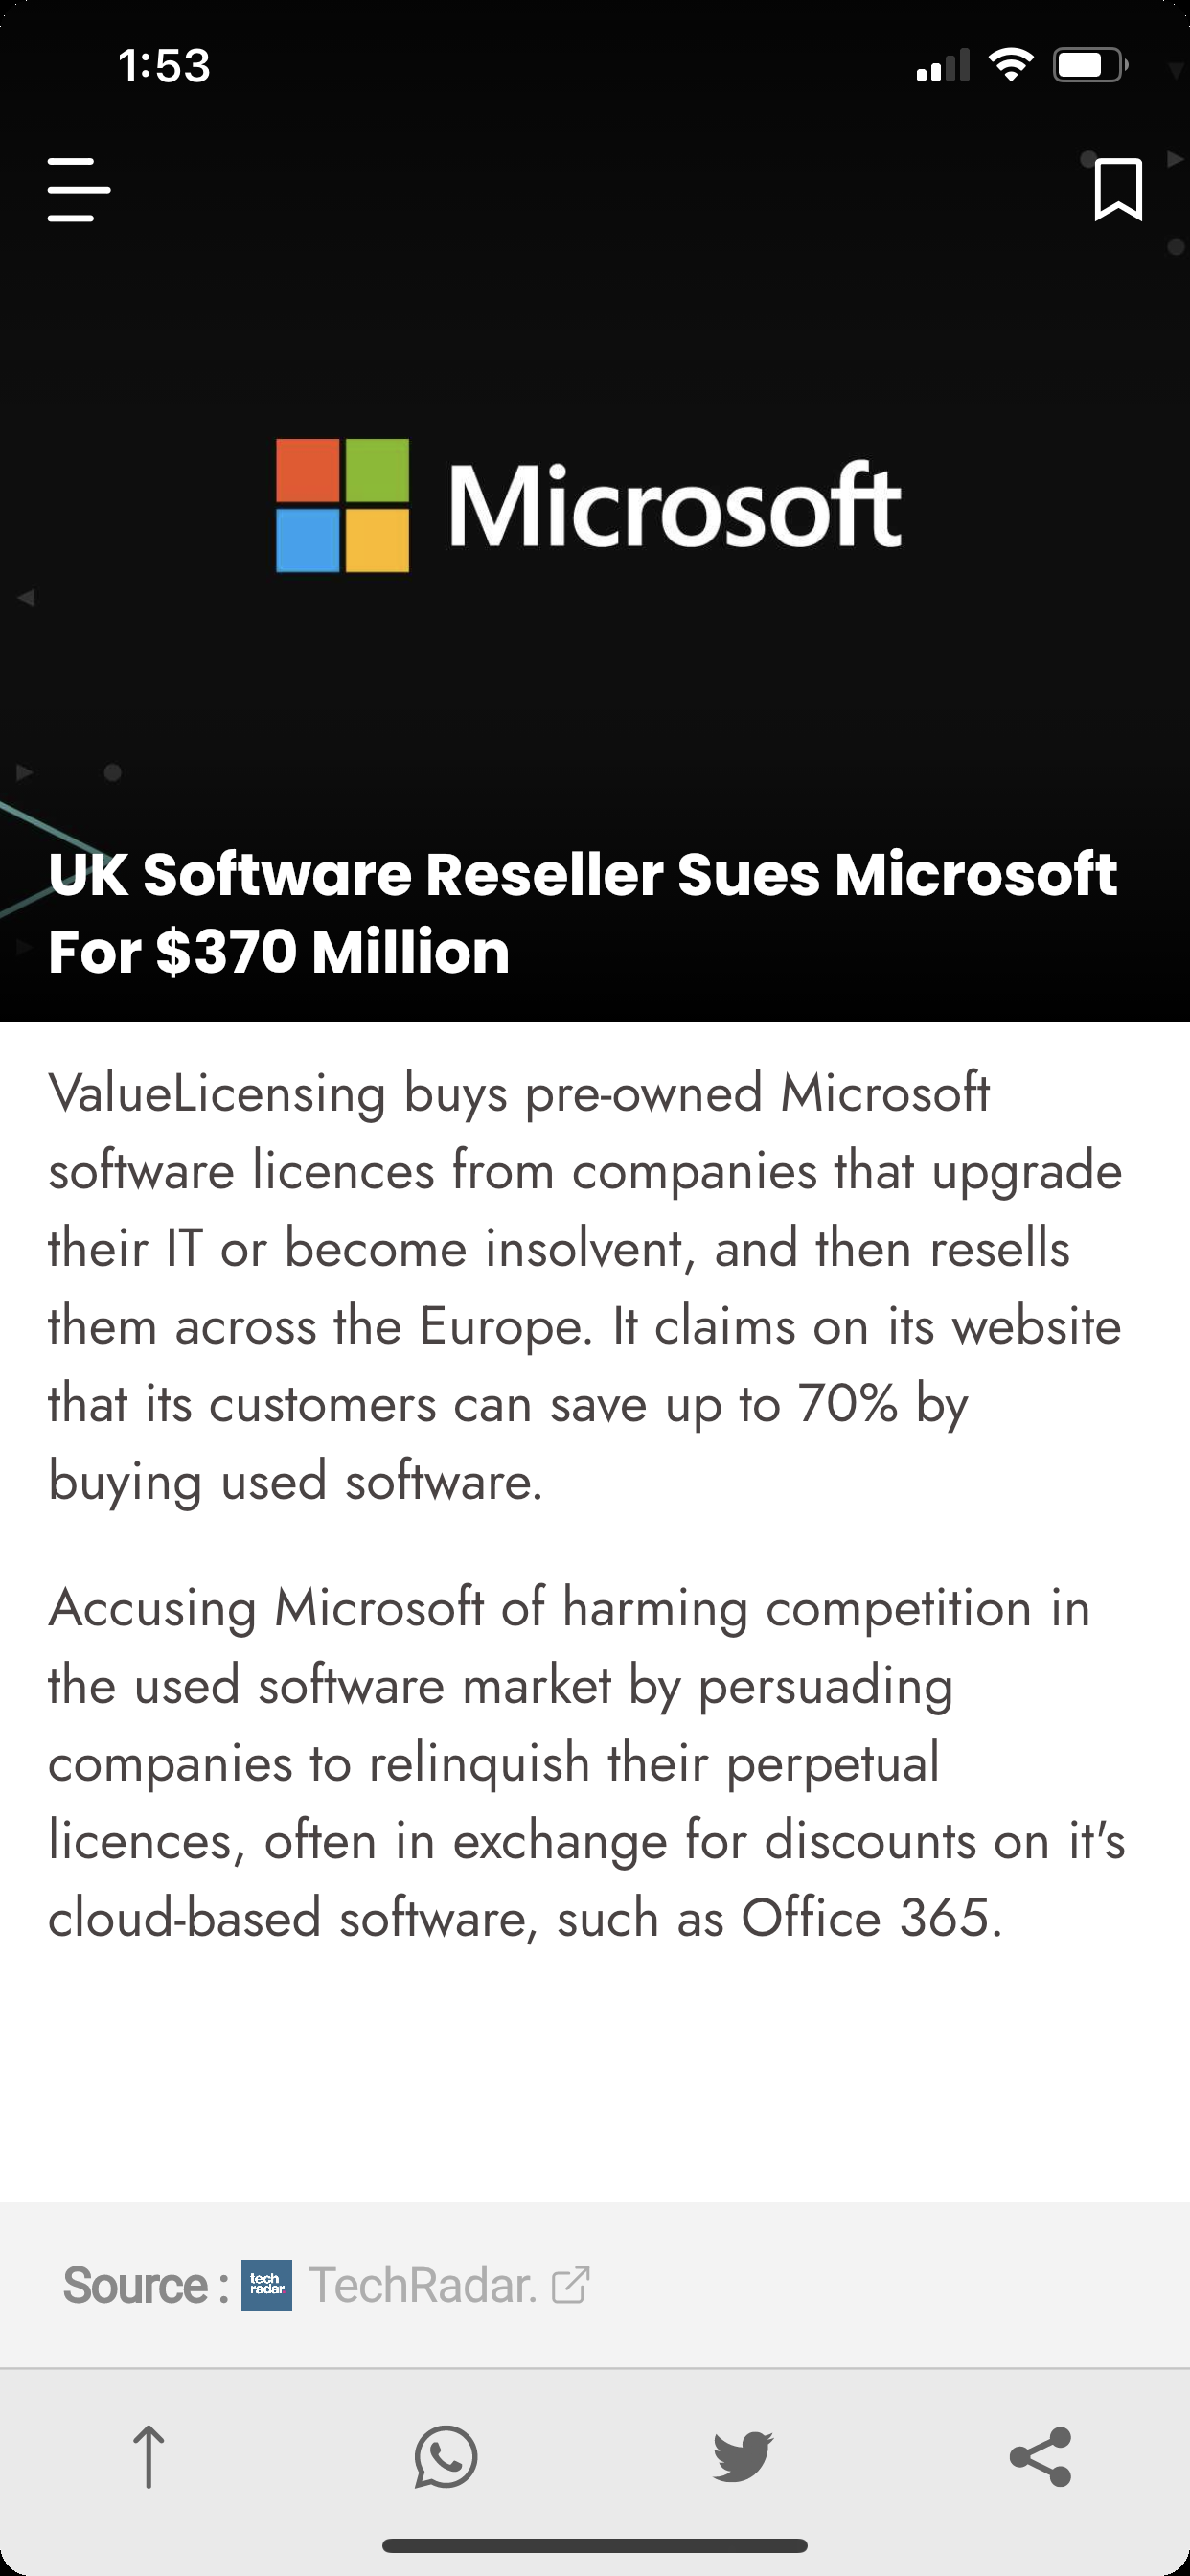 1:53
Microsoft
UK Software Reseller Sues Microsoft
For $370 Million
ValueLicensing buys pre-owned Microsoft
software licences from companies that upgrade
their IT or become insolvent, and then resells
them across the Europe. It claims on its website
that its customers can save up to 70% by
buying used software.
Accusing Microsoft of harming competition in
the used software market by persuading
companies to relinquish their perpetual
licences, often in exchange for discounts on it's
cloud-based software, such as Office 365.
Source : tech radar TechRadar.